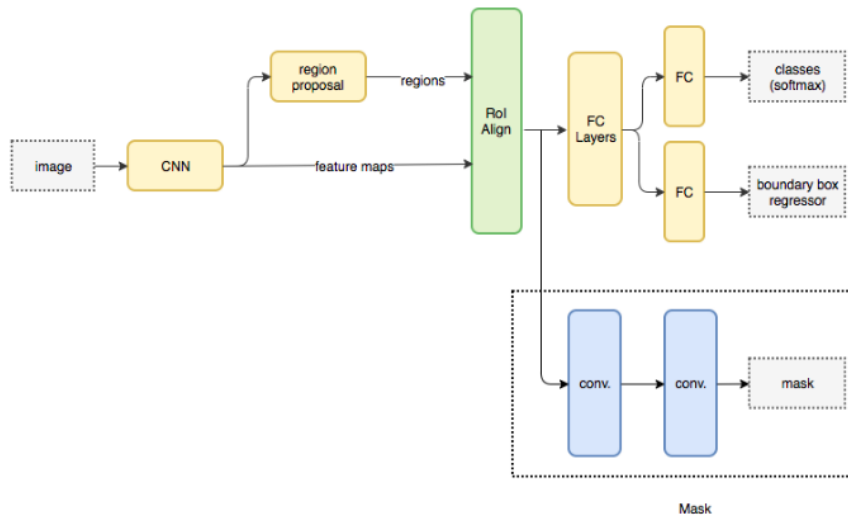 image
CNN
region
proposal
regions
feature maps
RoI
Align
FC
Layers
FC
classes
(softmax)
FC
boundary box
regressor
conv.
conv.
mask
Mask